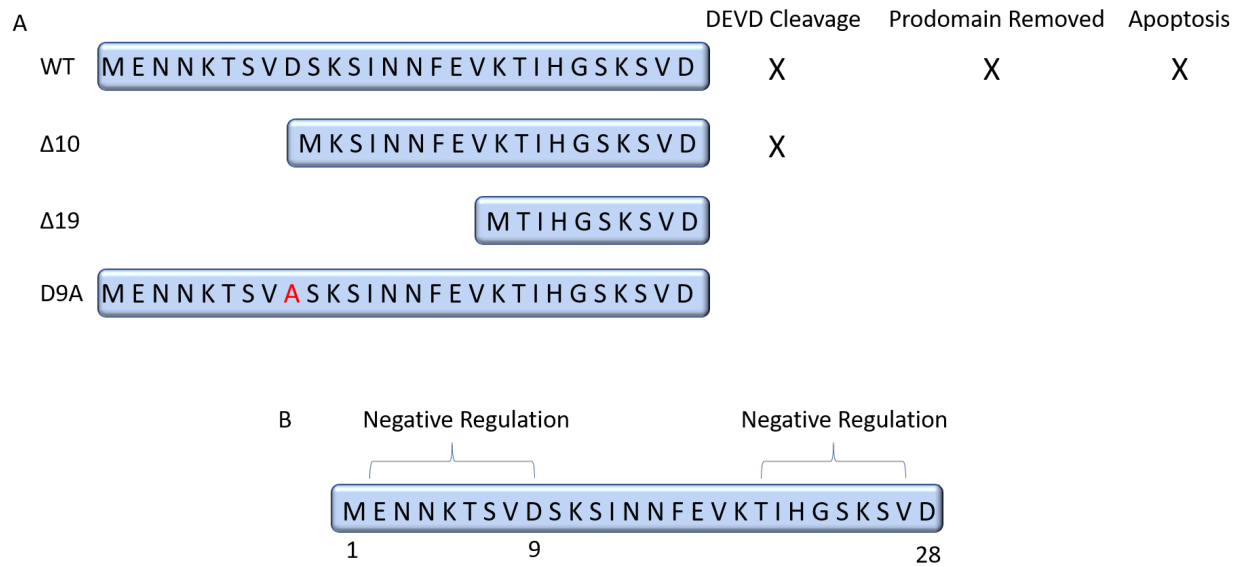 A DEVD Cleavage Prodomain Removed Apoptosis
WT M E N N K T S V D S K S I N N F E V K T I H G S K S V D X X X
Δ10 M K S I N N F E V K T I H G S K S V D X
Δ19 M T I H G S K S V D
D9A M E N N K T S V A S K S I N N F E V K T I H G S K S V D
B Negative Regulation Negative Regulation
M E N N K T S V D S K S I N N F E V K T I H G S K S V D
1 9 28